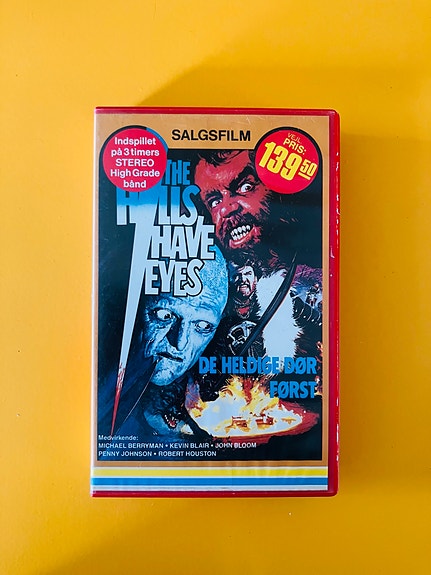 Indspillet
på 3 timers
STEREO
High Grade
bånd
SALGSFILM
VEJL.
PRIS:
139.50
THE
HILLS
HAVE
EYES
DE HELDIGE DØR
FØRST
Medvirkende:
MICHAEL BERRYMAN • KEVIN BLAIR • JOHN BLOOM
PENNY JOHNSON • ROBERT HOUSTON